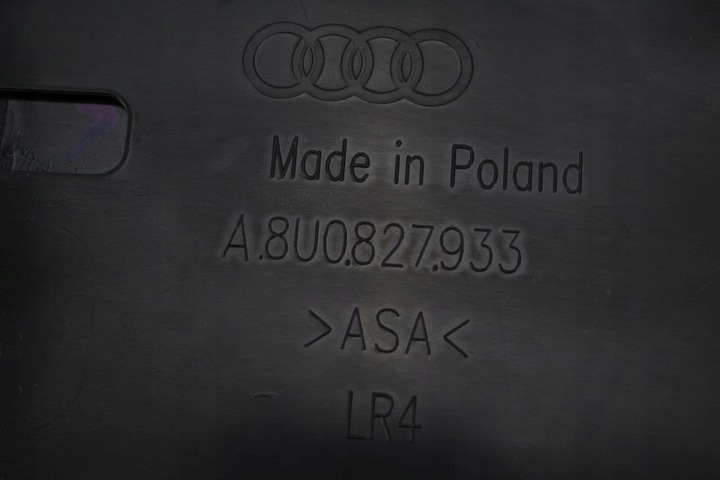 Made in Poland
A.8U0.827.933
>ASA<
LR4